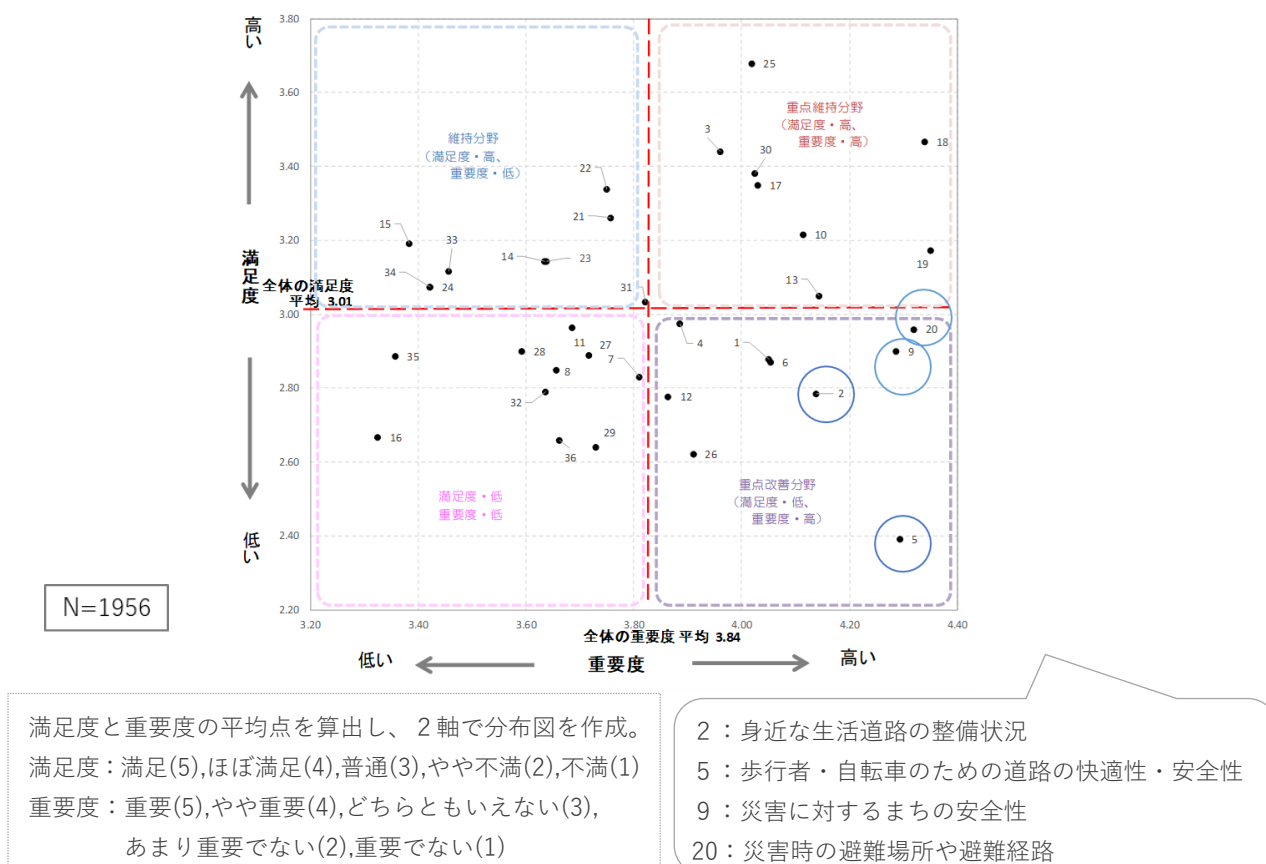 3.80
高い
25
3.60
重点維持分野
（満足度・高、
重要度・高）
3
維持分野
（満足度・高、
重要度・低）
30
18
3.40
22
17
21
15
33
10
3.20
14
23
19
満足度
34
24
13
全体の満足度
平均 3.01
31
3.00
20
11
4
1
9
35
28
27
7
6
8
2.80
32
12
2
16
29
36
26
2.60
満足度・低
重要度・低
重点改善分野
（満足度・低、
重要度・高）
5
2.40
低い
2.20
N=1956
3.20
3.40
3.60
3.80
4.00
4.20
4.40
全体の重要度 平均 3.84
低い
重要度
高い
満足度と重要度の平均点を算出し、２軸で分布図を作成。
満足度：満足(5),ほぼ満足(4),普通(3),やや不満(2),不満(1)
重要度：重要(5),やや重要(4),どちらともいえない(3),
あまり重要でない(2),重要でない(1)
２：身近な生活道路の整備状況
５：歩行者・自転車のための道路の快適性・安全性
９：災害に対するまちの安全性
20：災害時の避難場所や避難経路